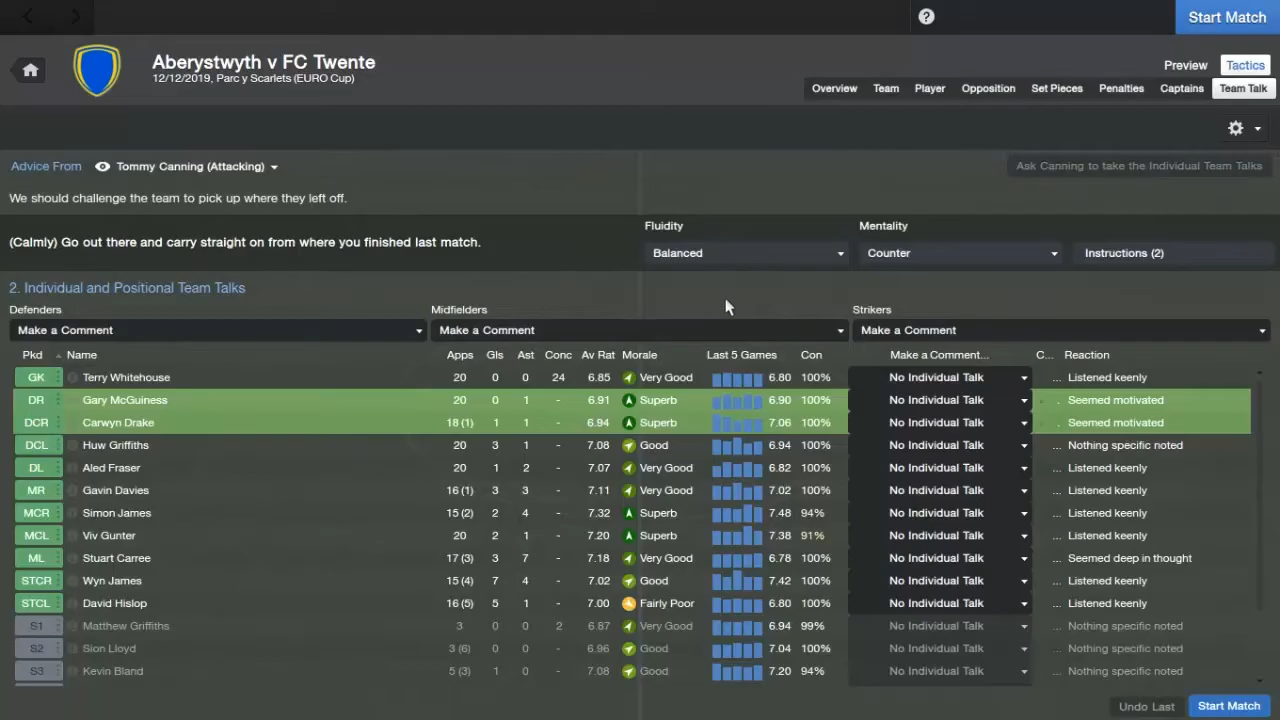 Start Match
Aberystwyth v FC Twente
12/12/2019, Parc y Scarlets (EURO Cup)
Preview Tactics
Overview Team Player Opposition Set Pieces Penalties Captains Team Talk
Advice From Tommy Canning (Attacking) Ask Canning to take the Individual Team Talks
We should challenge the team to pick up where they left off.
Fluidity Mentality
(Calmly) Go out there and carry straight on from where you finished last match.
Balanced Counter Instructions (2)
2. Individual and Positional Team Talks
Defenders Midfielders Strikers
Make a Comment Make a Comment Make a Comment
Pkd Name Apps Gls Ast Conc Av Rat Morale Last 5 Games Con Make a Comment... C... Reaction
GK Terry Whitehouse 20 0 0 24 6.85 Very Good 6.80 100% No Individual Talk ... Listened keenly
DR Gary McGuiness 20 0 1 - 6.91 Superb 6.90 100% No Individual Talk . Seemed motivated
DCR Carwyn Drake 18 (1) 1 1 - 6.94 Superb 7.06 100% No Individual Talk . Seemed motivated
DCL Huw Griffiths 20 3 1 - 7.08 Good 6.94 100% No Individual Talk ... Nothing specific noted
DL Aled Fraser 20 1 2 - 7.07 Very Good 6.82 100% No Individual Talk ... Listened keenly
MR Gavin Davies 16 (1) 3 3 - 7.11 Very Good 7.02 100% No Individual Talk ... Listened keenly
MCR Simon James 15 (2) 2 4 - 7.32 Superb 7.48 94% No Individual Talk ... Listened keenly
MCL Viv Gunter 20 2 1 - 7.20 Superb 7.38 91% No Individual Talk ... Listened keenly
ML Stuart Carree 17 (3) 3 7 - 7.18 Very Good 6.78 100% No Individual Talk ... Seemed deep in thought
STCR Wyn James 15 (4) 7 4 - 7.02 Good 7.42 100% No Individual Talk ... Listened keenly
STCL David Hislop 16 (5) 5 1 - 7.00 Fairly Poor 6.80 100% No Individual Talk ... Listened keenly
S1 Matthew Griffiths 3 0 0 2 6.87 Very Good 6.94 99% No Individual Talk ... Nothing specific noted
S2 Sion Lloyd 3 (6) 0 0 - 6.96 Good 7.04 100% No Individual Talk ... Nothing specific noted
S3 Kevin Bland 5 (3) 1 0 - 7.08 Good 7.20 94% No Individual Talk ... Nothing specific noted
Undo Last Start Match